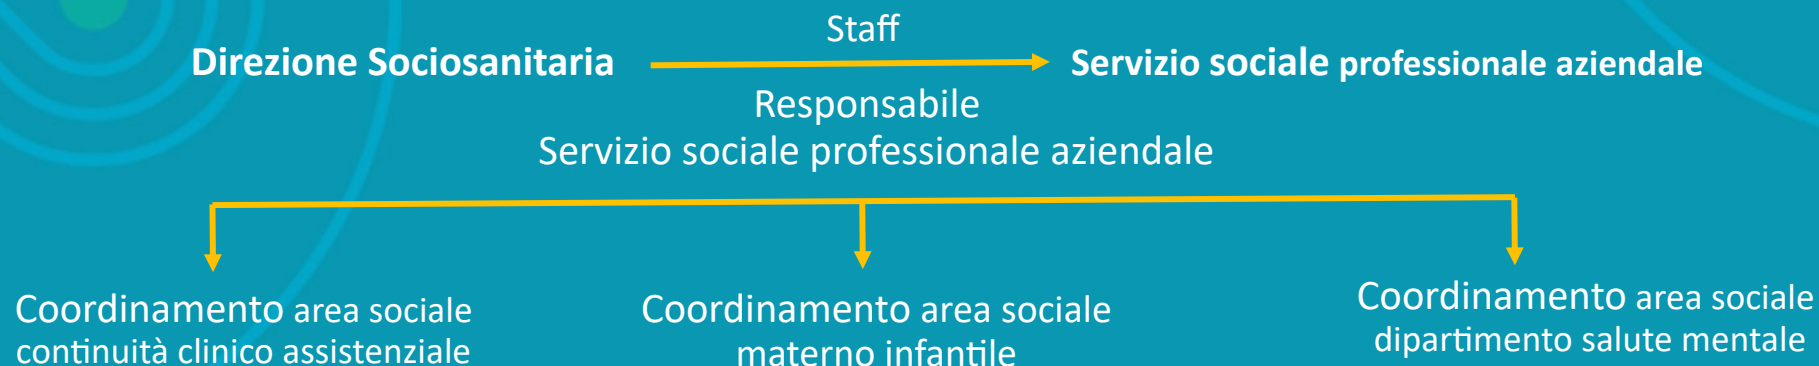 Staff
Direzione Sociosanitaria
Servizio sociale professionale aziendale
Responsabile
Servizio sociale professionale aziendale
Coordinamento area sociale
continuità clinico assistenziale
Coordinamento area sociale
materno infantile
Coordinamento area sociale
dipartimento salute mentale